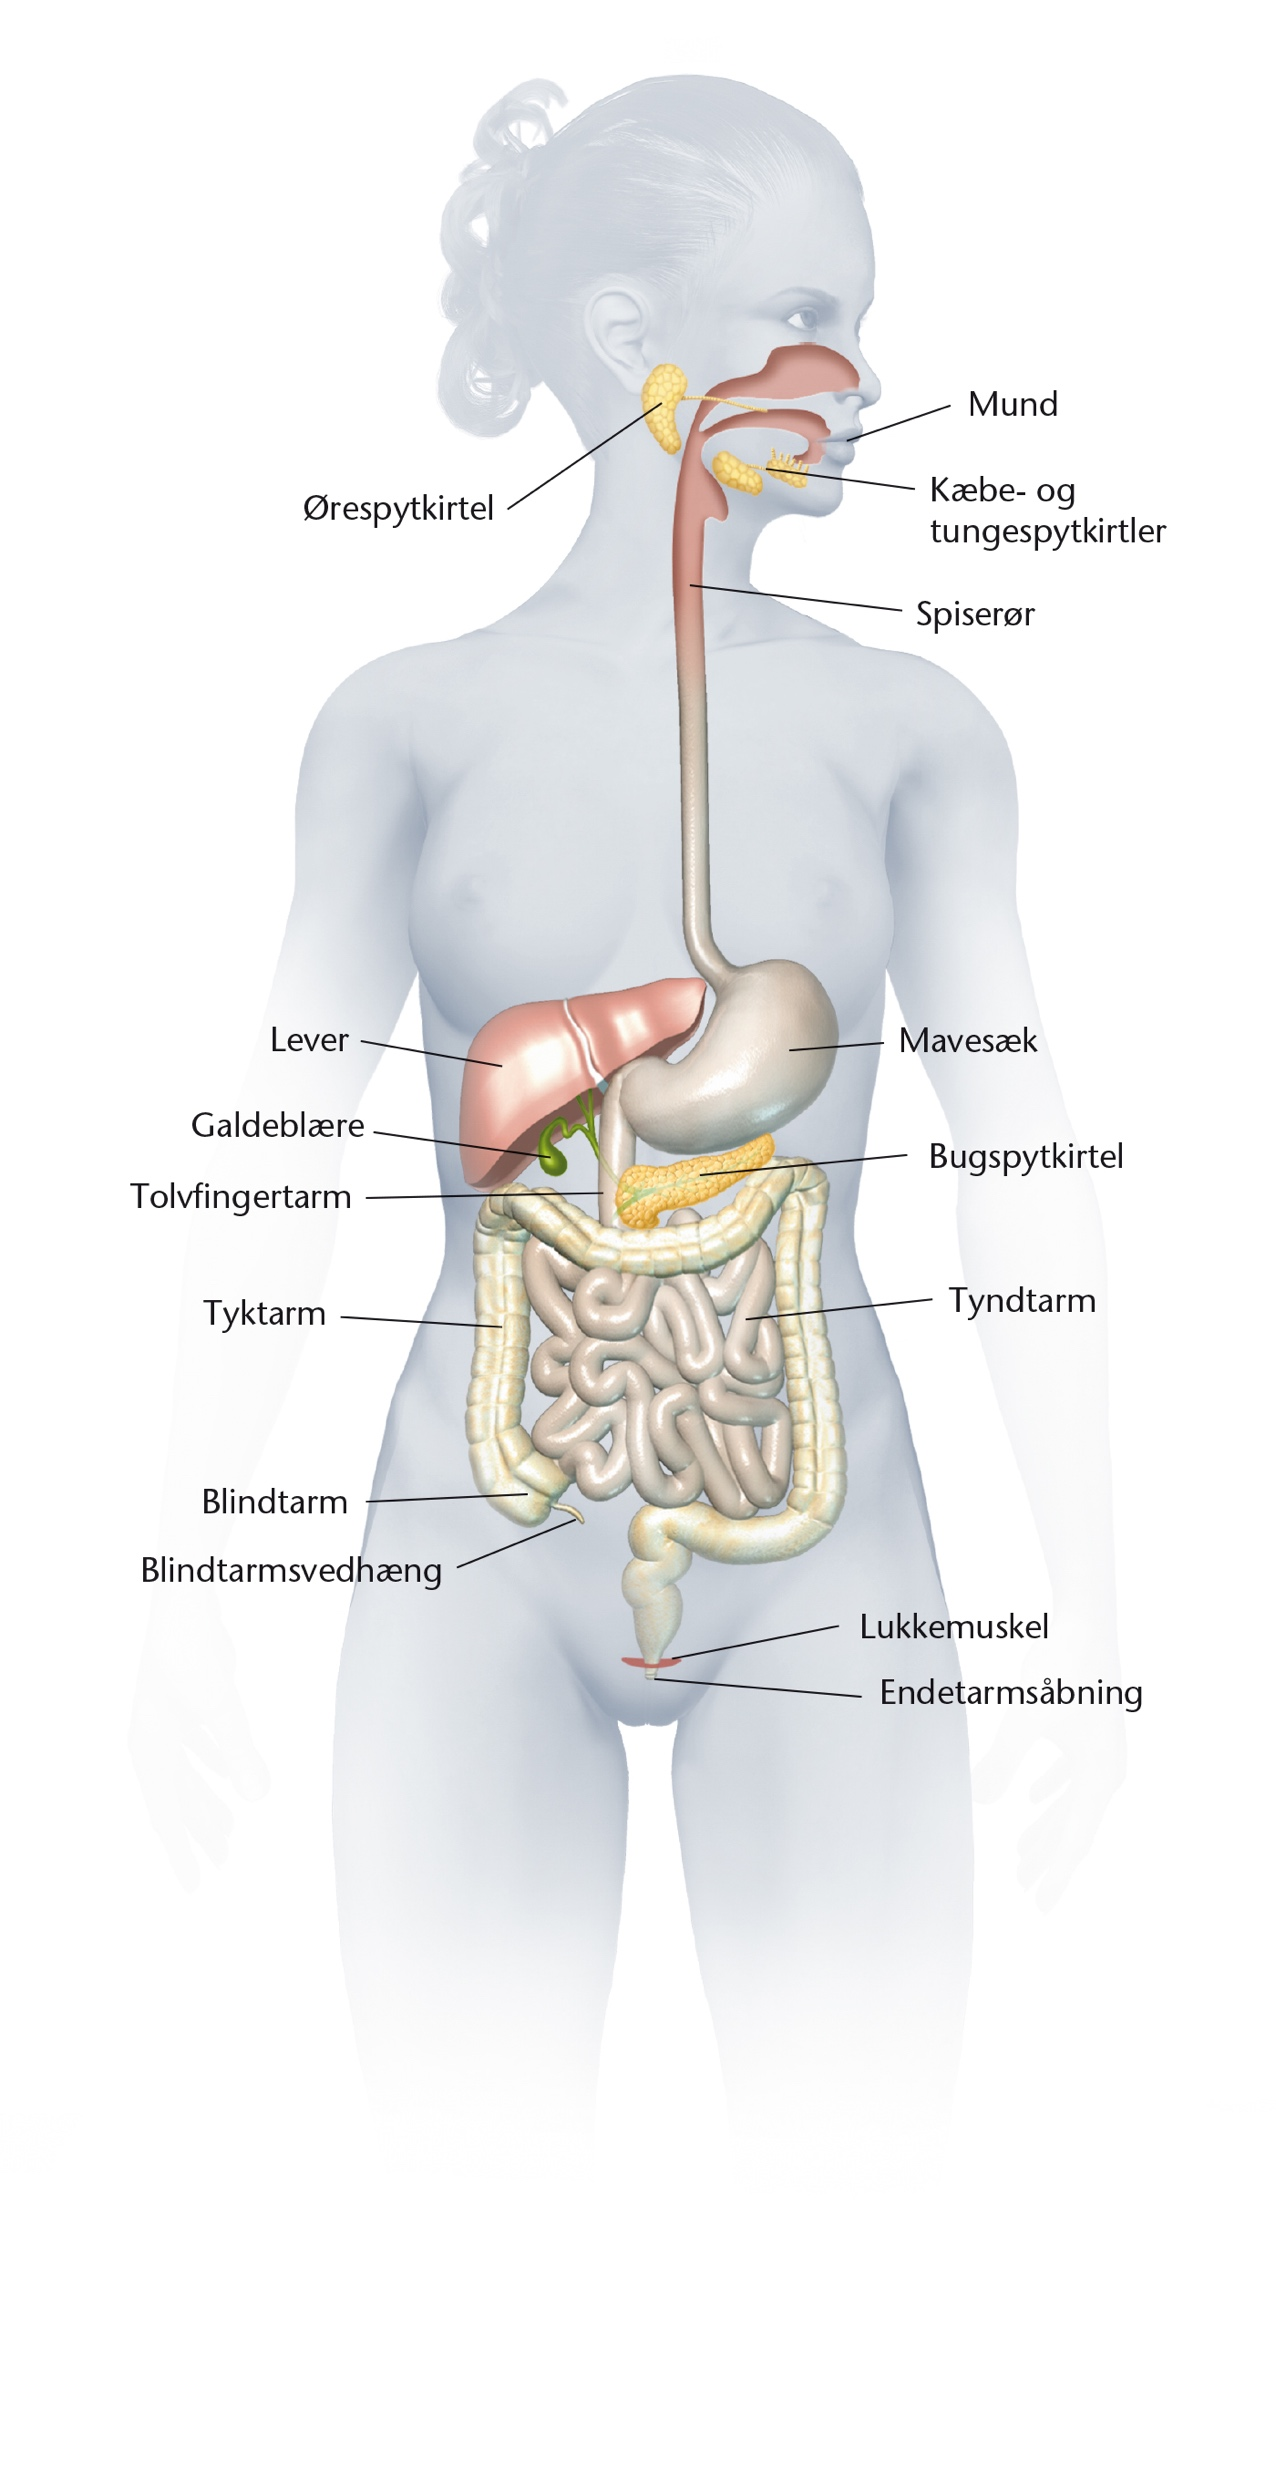 Mund
Kæbe- og
tungespytkirtler
Ørespytkirtel
Spiserør
Lever
Mavesæk
Galdeblære
Bugspytkirtel
Tolvfingertarm
Tyktarm
Tyndtarm
Blindtarm
Blindtarmsvedhæng
Lukkemuskel
Endetarmsåbning